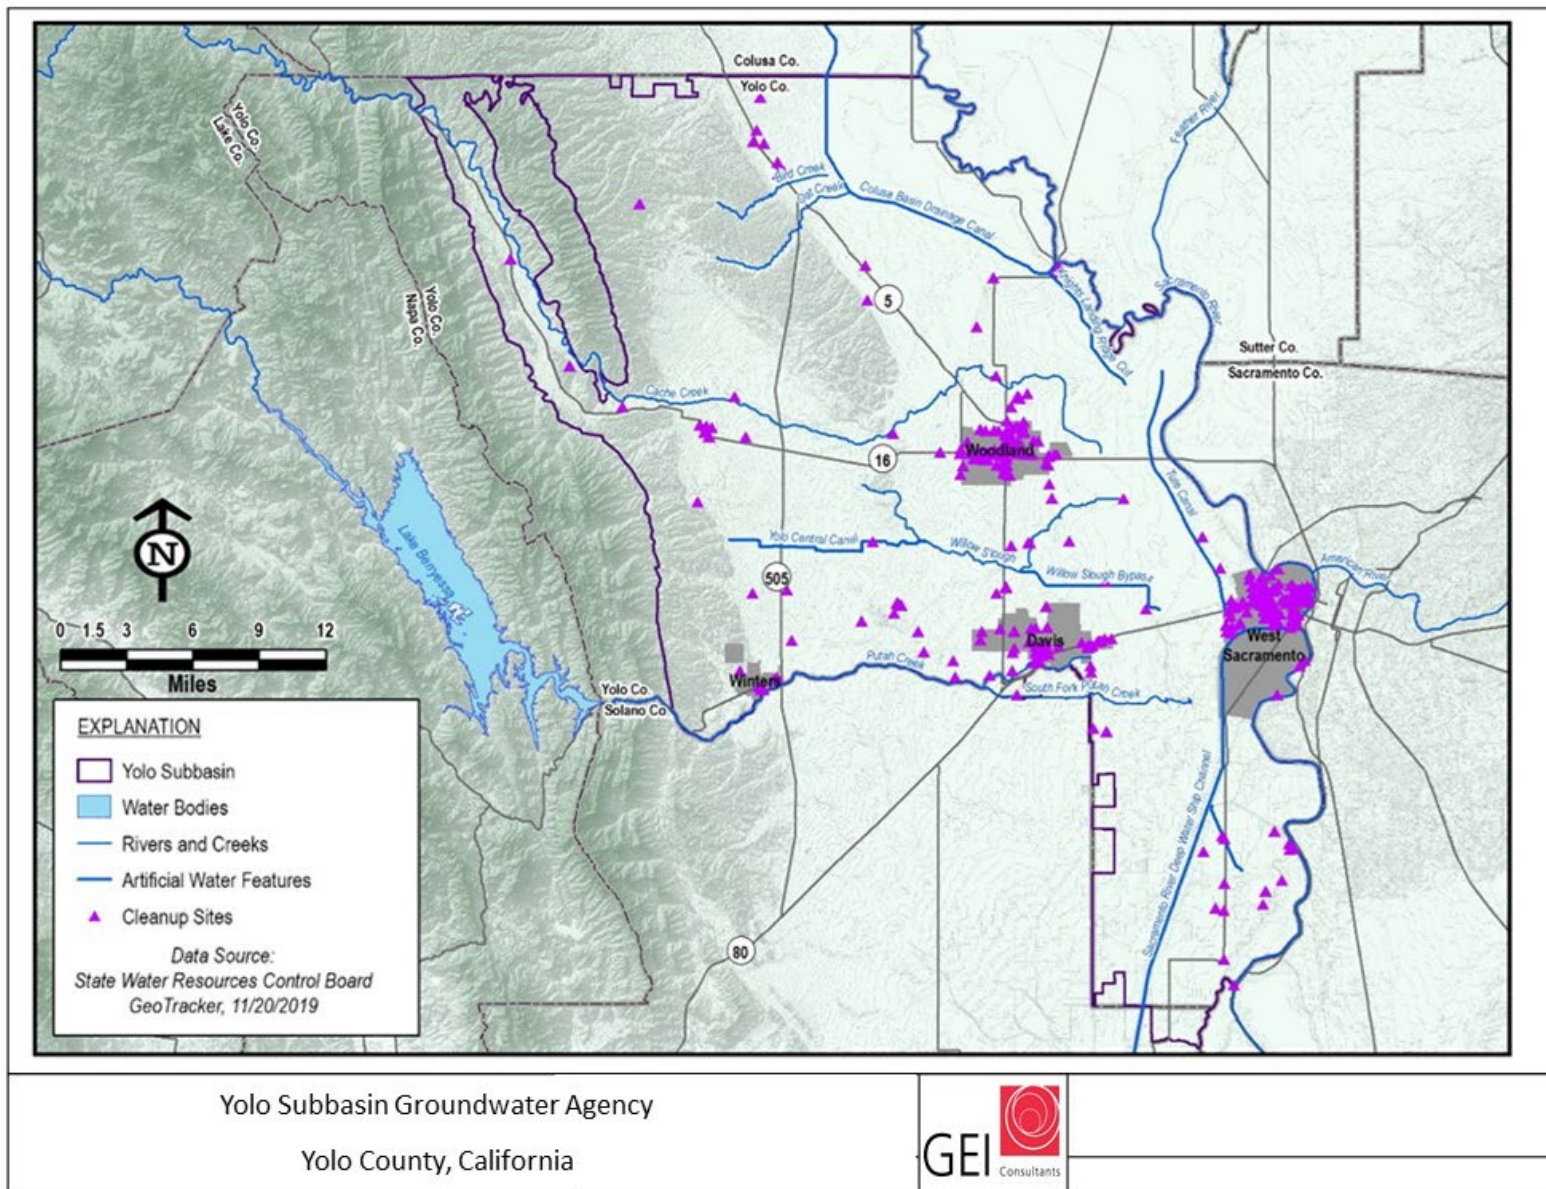 Colusa Co.
Yolo Co.
Yolo Co.
Lake Co.
Feather River
Bird Creek
Oat Creek
Colusa Basin Drainage Canal
Yolo Co.
Napa Co.
5
Knights Landing Ridge Cut
Sacramento River
Sutter Co.
Sacramento Co.
Cache Creek
16
Woodland
Tule Canal
Lake Berryessa
Yolo Central Canal
Willow Slough
Willow Slough Bypass
American River
505
N
0 1.5 3 6 9 12
Miles
Davis
West
Sacramento
Putah Creek
Winters
South Fork Putah Creek
Yolo Co.
Solano Co.
Sacramento River Deep Water Ship Channel
80
EXPLANATION
Yolo Subbasin
Water Bodies
Rivers and Creeks
Artificial Water Features
Cleanup Sites
Data Source:
State Water Resources Control Board
GeoTracker, 11/20/2019
Yolo Subbasin Groundwater Agency
Yolo County, California
GEI
Consultants